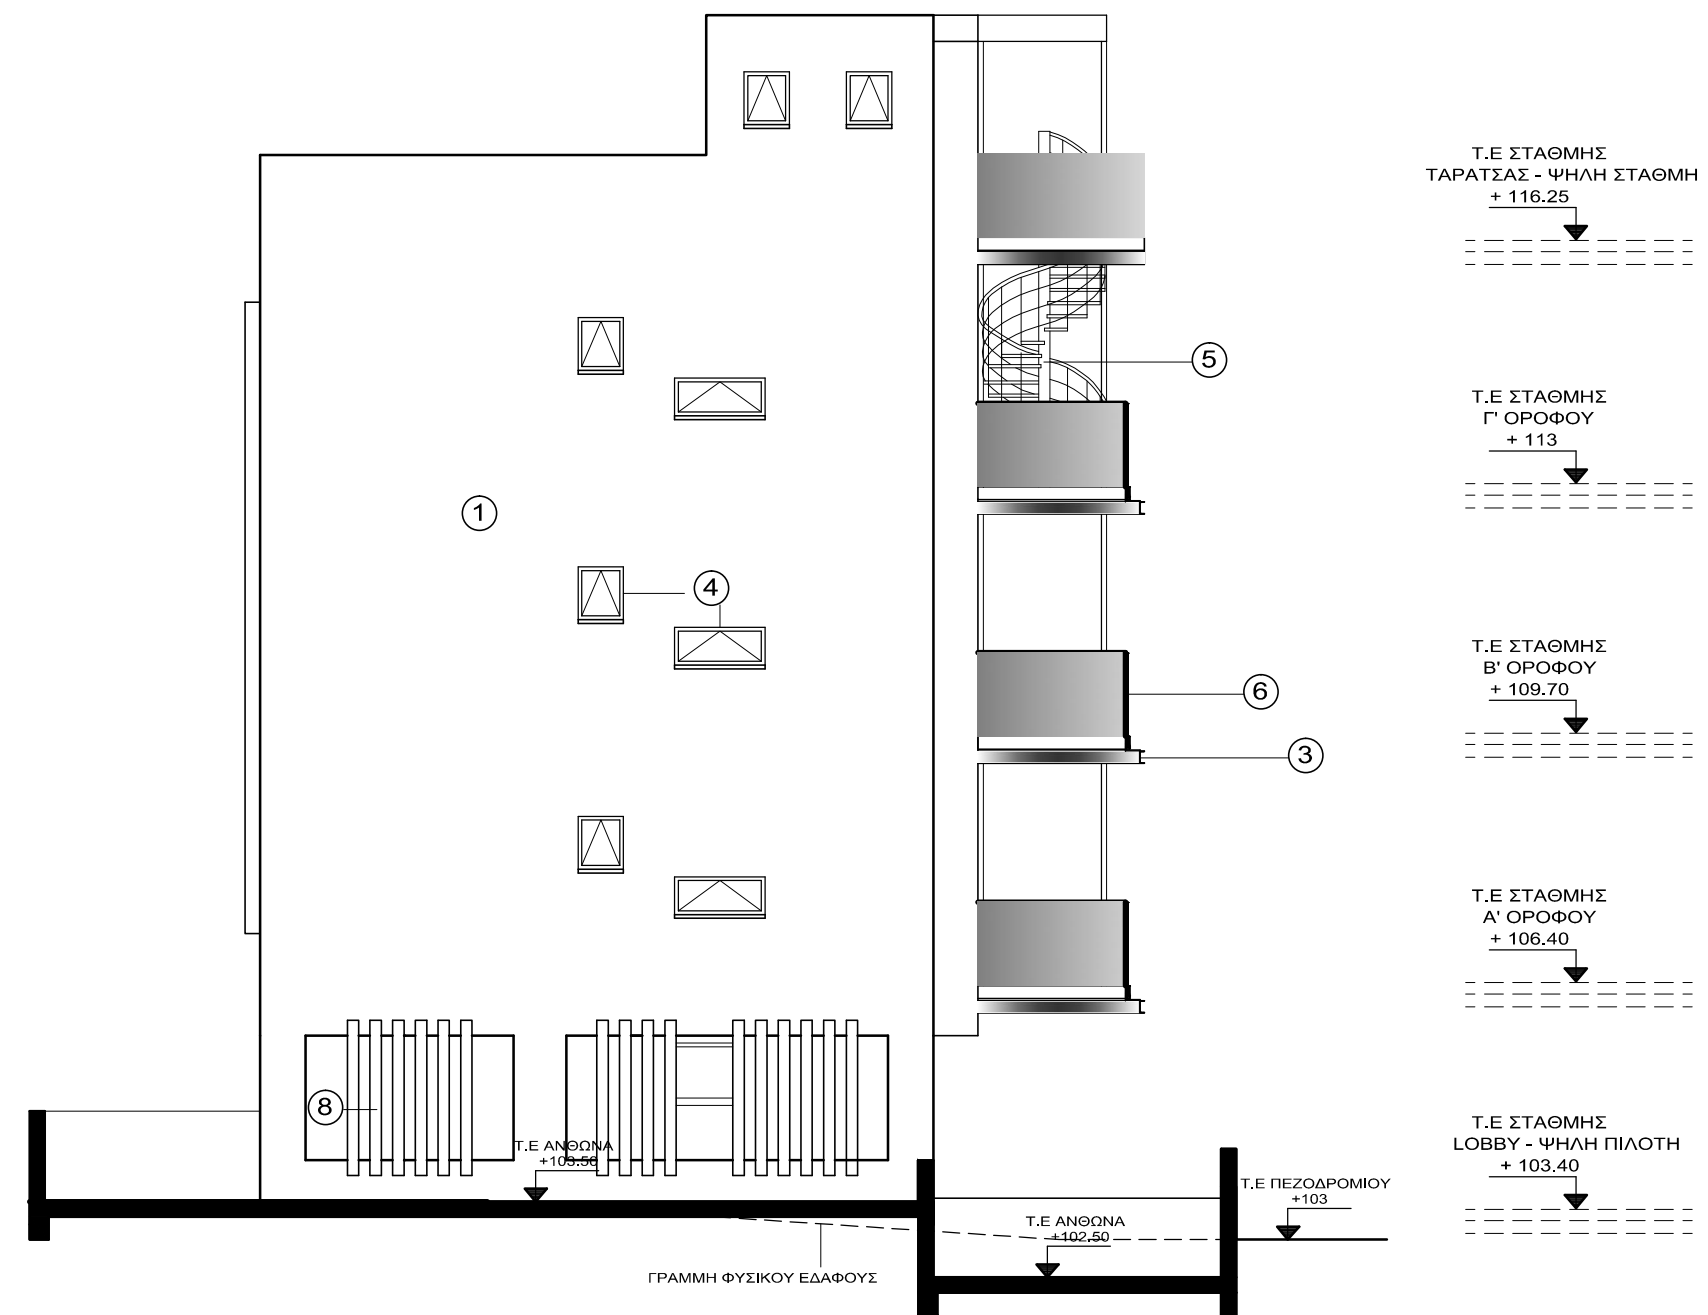 Τ.Ε ΣΤΑΘΜΗΣ
ΤΑΡΑΤΣΑΣ - ΨΗΛΗ ΣΤΑΘΜΗ
+ 116.25
5
Τ.Ε ΣΤΑΘΜΗΣ
Γ' ΟΡΟΦΟΥ
+ 113
1
4
Τ.Ε ΣΤΑΘΜΗΣ
Β' ΟΡΟΦΟΥ
+ 109.70
6
3
Τ.Ε ΣΤΑΘΜΗΣ
Α' ΟΡΟΦΟΥ
+ 106.40
8
Τ.Ε ΑΝΘΩΝΑ
+103.50
Τ.Ε ΣΤΑΘΜΗΣ
LOBBY - ΨΗΛΗ ΠΙΛΟΤΗ
+ 103.40
Τ.Ε ΠΕΖΟΔΡΟΜΙΟΥ
+103
Τ.Ε ΑΝΘΩΝΑ
+102.50
ΓΡΑΜΜΗ ΦΥΣΙΚΟΥ ΕΔΑΦΟΥΣ